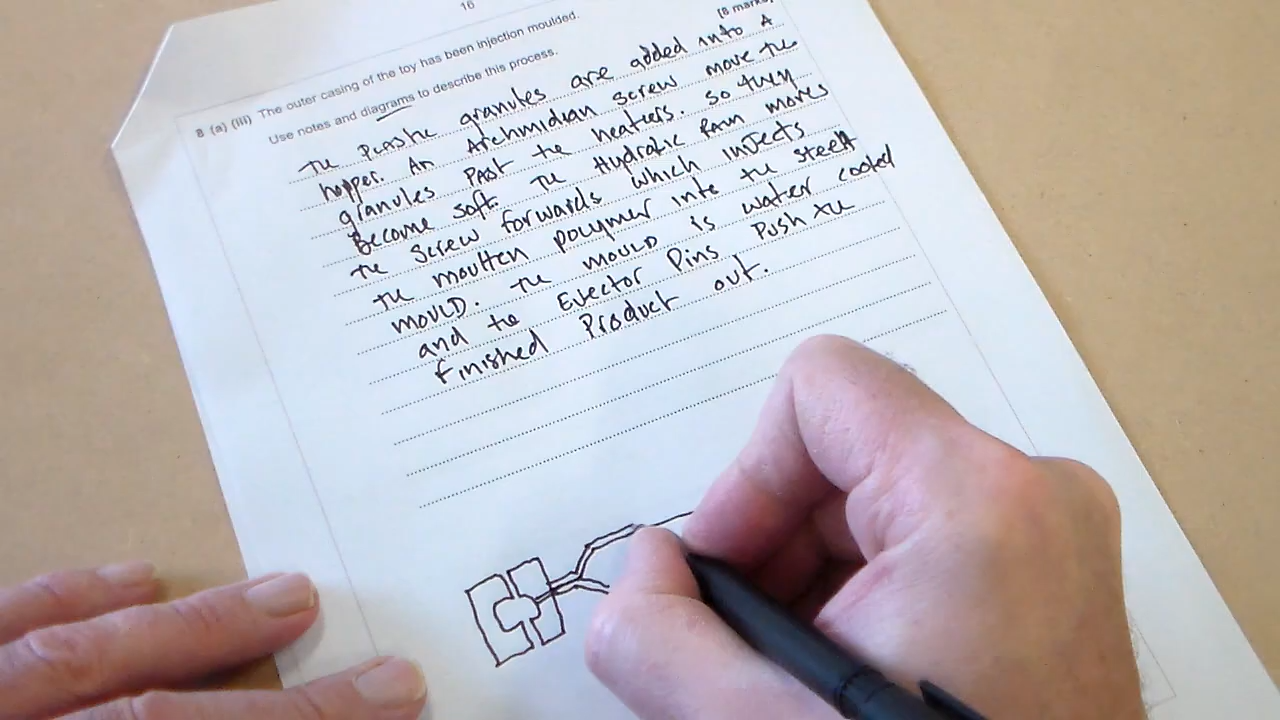 16
[8 marks]
8 (a) (iii) The outer casing of the toy has been injection moulded.
Use notes and diagrams to describe this process.
The Plastic granules are added into A
hopper. An Archmidian screw move the
granules Past the heaters. so they
Become soft. The Hydralic Ram moves
the screw forwards which injects
the moulten polymer into the steel
mould. The mould is water cooled
and the Ejector Pins Push the
finished Product out.